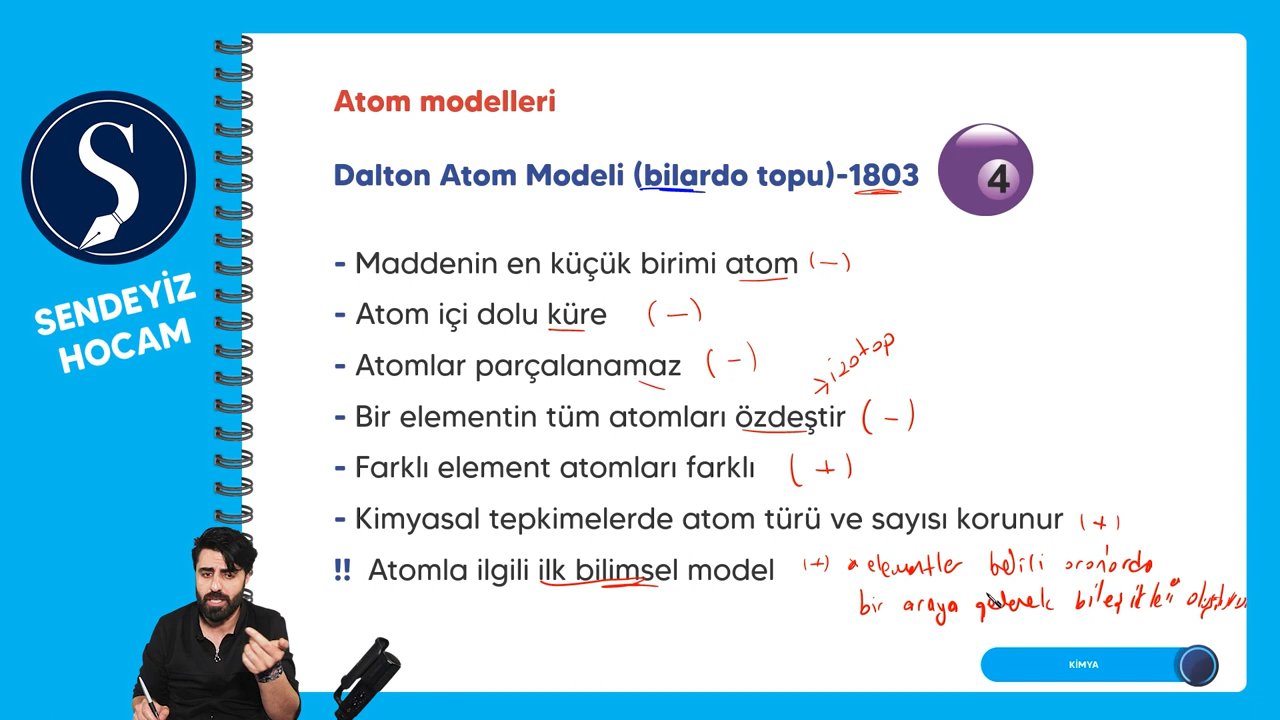 S
SENDEYİZ
HOCAM
Atom modelleri
Dalton Atom Modeli (bilardo topu)-1803
4
- Maddenin en küçük birimi atom (-)
- Atom içi dolu küre (-)
- Atomlar parçalanamaz (-)
→izotop
- Bir elementin tüm atomları özdeştir (-)
- Farklı element atomları farklı (+)
- Kimyasal tepkimelerde atom türü ve sayısı korunur (+)
!! Atomla ilgili ilk bilimsel model (+) * elementler belili oranlarda
bir araya gelerek bileşikleri
KİMYA